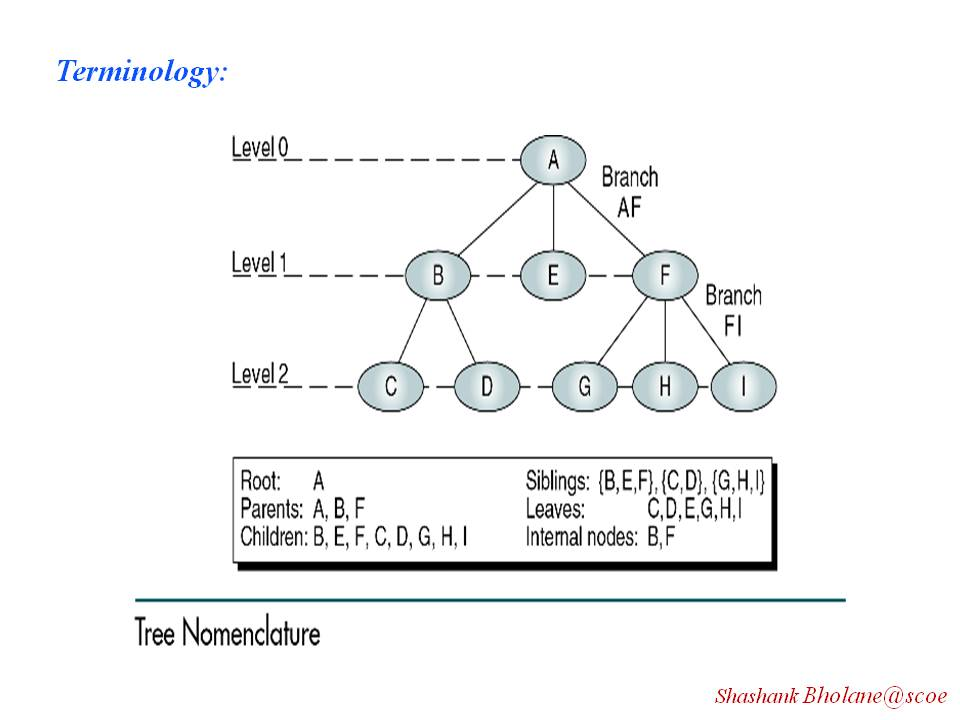 Terminology:
Level 0
A
Branch
AF
Level 1
B
E
F
Branch
FI
Level 2
C
D
G
H
I
Root: A
Siblings: {B,E,F}, {C,D}, {G,H,I}
Parents: A, B, F
Leaves: C,D,E,G,H,I
Children: B, E, F, C, D, G, H, I
Internal nodes: B,F
Tree Nomenclature
Shashank Bholane@scoe